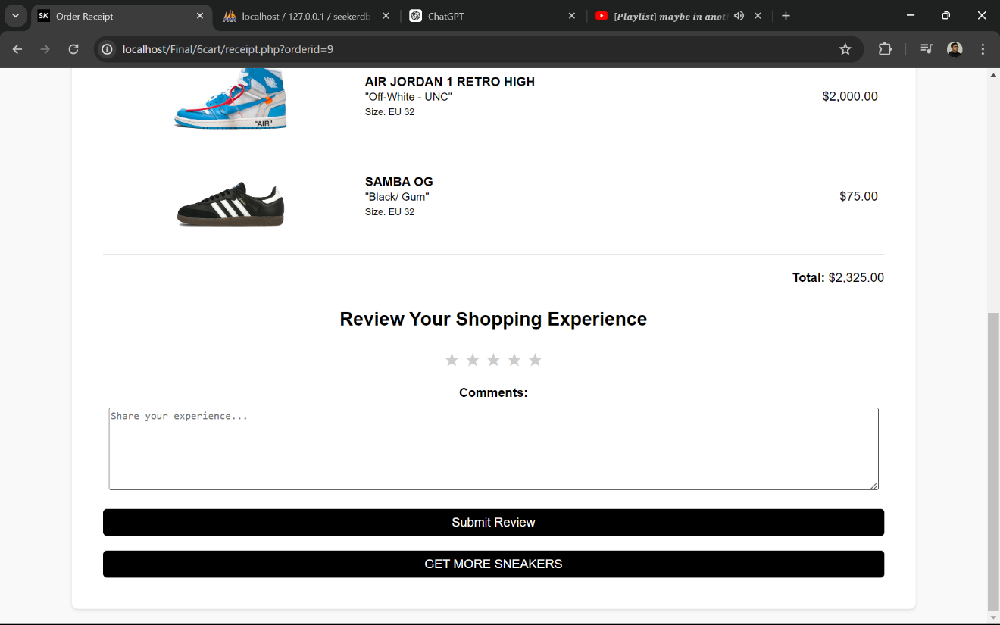 SK Order Receipt
localhost / 127.0.0.1 / seekerdb
ChatGPT
[Playlist] maybe in anot
localhost/Final/6cart/receipt.php?orderid=9
AIR JORDAN 1 RETRO HIGH
"Off-White - UNC"
Size: EU 32
$2,000.00
"AIR"
SAMBA OG
"Black/ Gum"
Size: EU 32
$75.00
Total: $2,325.00
Review Your Shopping Experience
Comments:
Share your experience...
Submit Review
GET MORE SNEAKERS